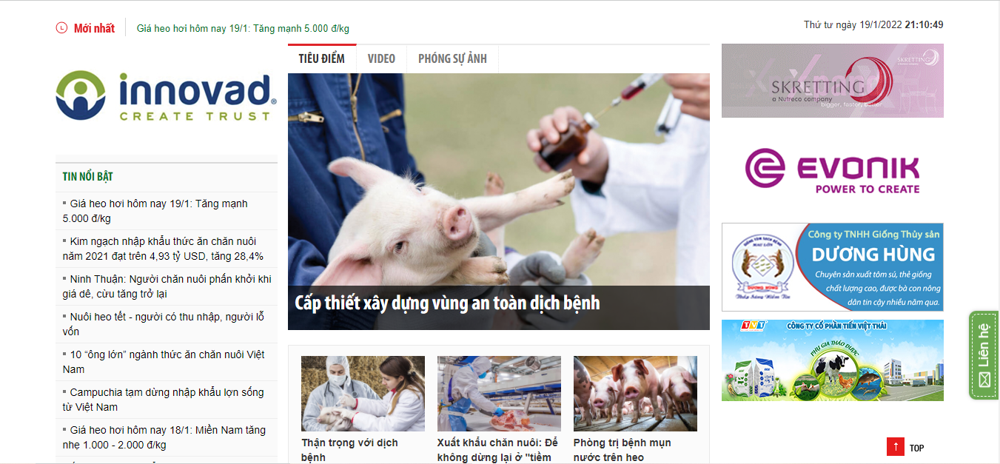 Mới nhất
Giá heo hơi hôm nay 19/1: Tăng mạnh 5.000 đ/kg
Thứ tư ngày 19/1/2022 21:10:49
innovad®
CREATE TRUST
TIN NỔI BẬT
Giá heo hơi hôm nay 19/1: Tăng mạnh
5.000 đ/kg
Kim ngạch nhập khẩu thức ăn chăn nuôi
năm 2021 đạt trên 4,93 tỷ USD, tăng 28,4%
Ninh Thuận: Người chăn nuôi phấn khởi khi
giá dê, cừu tăng trở lại
Nuôi heo tết - người có thu nhập, người lỗ
vốn
10 “ông lớn” ngành thức ăn chăn nuôi Việt
Nam
Campuchia tạm dừng nhập khẩu lợn sống
từ Việt Nam
Giá heo hơi hôm nay 18/1: Miền Nam tăng
nhẹ 1.000 - 2.000 đ/kg
TIÊU ĐIỂM
VIDEO
PHÓNG SỰ ẢNH
Cấp thiết xây dựng vùng an toàn dịch bệnh
Thận trọng với dịch
bệnh
Xuất khẩu chăn nuôi: Để
không dừng lại ở "tiềm
Phòng trị bệnh mụn
nước trên heo
SKRETTING
SKRETTING
a Nutreco company
bigger, faster, better
EVONIK
POWER TO CREATE
Công ty TNHH Giống Thủy sản
DƯƠNG HÙNG
Chuyên sản xuất tôm sú, thẻ giống
chất lượng cao, được bà con nông
dân tin cậy nhiều năm qua.
DƯƠNG HÙNG
TVT
CÔNG TY CỔ PHẦN TIẾN VIỆT THÁI
PHỤ GIA THẢO DƯỢC
Liên hệ
TOP